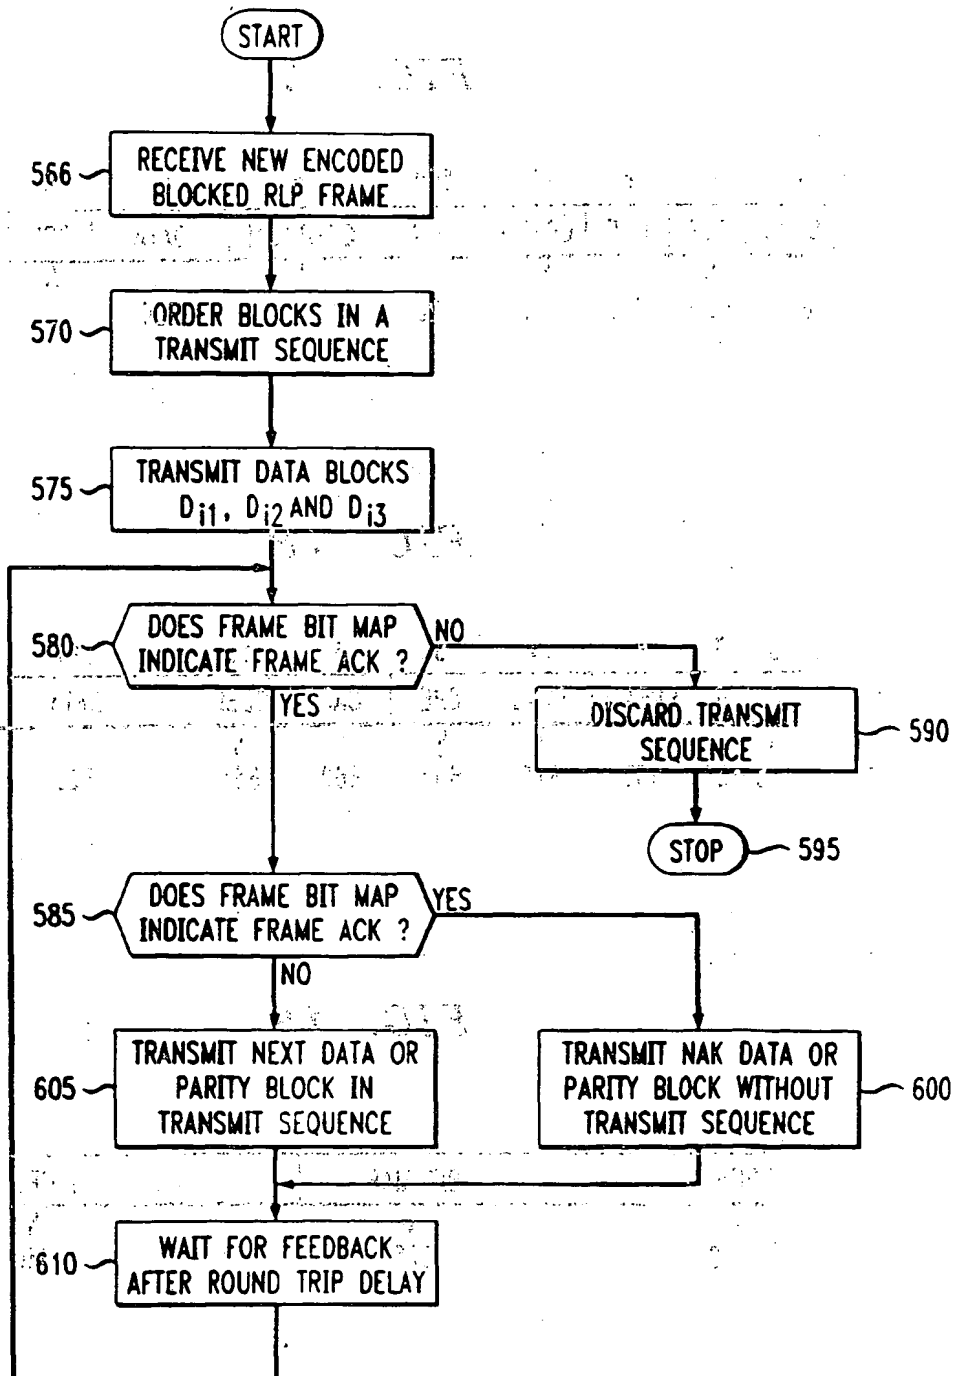 START
566
RECEIVE NEW ENCODED
BLOCKED RLP FRAME
570
ORDER BLOCKS IN A
TRANSMIT SEQUENCE
575
TRANSMIT DATA BLOCKS
Di1, Di2 AND Di3
580
DOES FRAME BIT MAP
INDICATE FRAME ACK ?
NO
YES
DISCARD TRANSMIT
SEQUENCE
590
STOP
595
585
DOES FRAME BIT MAP
INDICATE FRAME ACK ?
YES
NO
605
TRANSMIT NEXT DATA OR
PARITY BLOCK IN
TRANSMIT SEQUENCE
TRANSMIT NAK DATA OR
PARITY BLOCK WITHOUT
TRANSMIT SEQUENCE
600
610
WAIT FOR FEEDBACK
AFTER ROUND TRIP DELAY